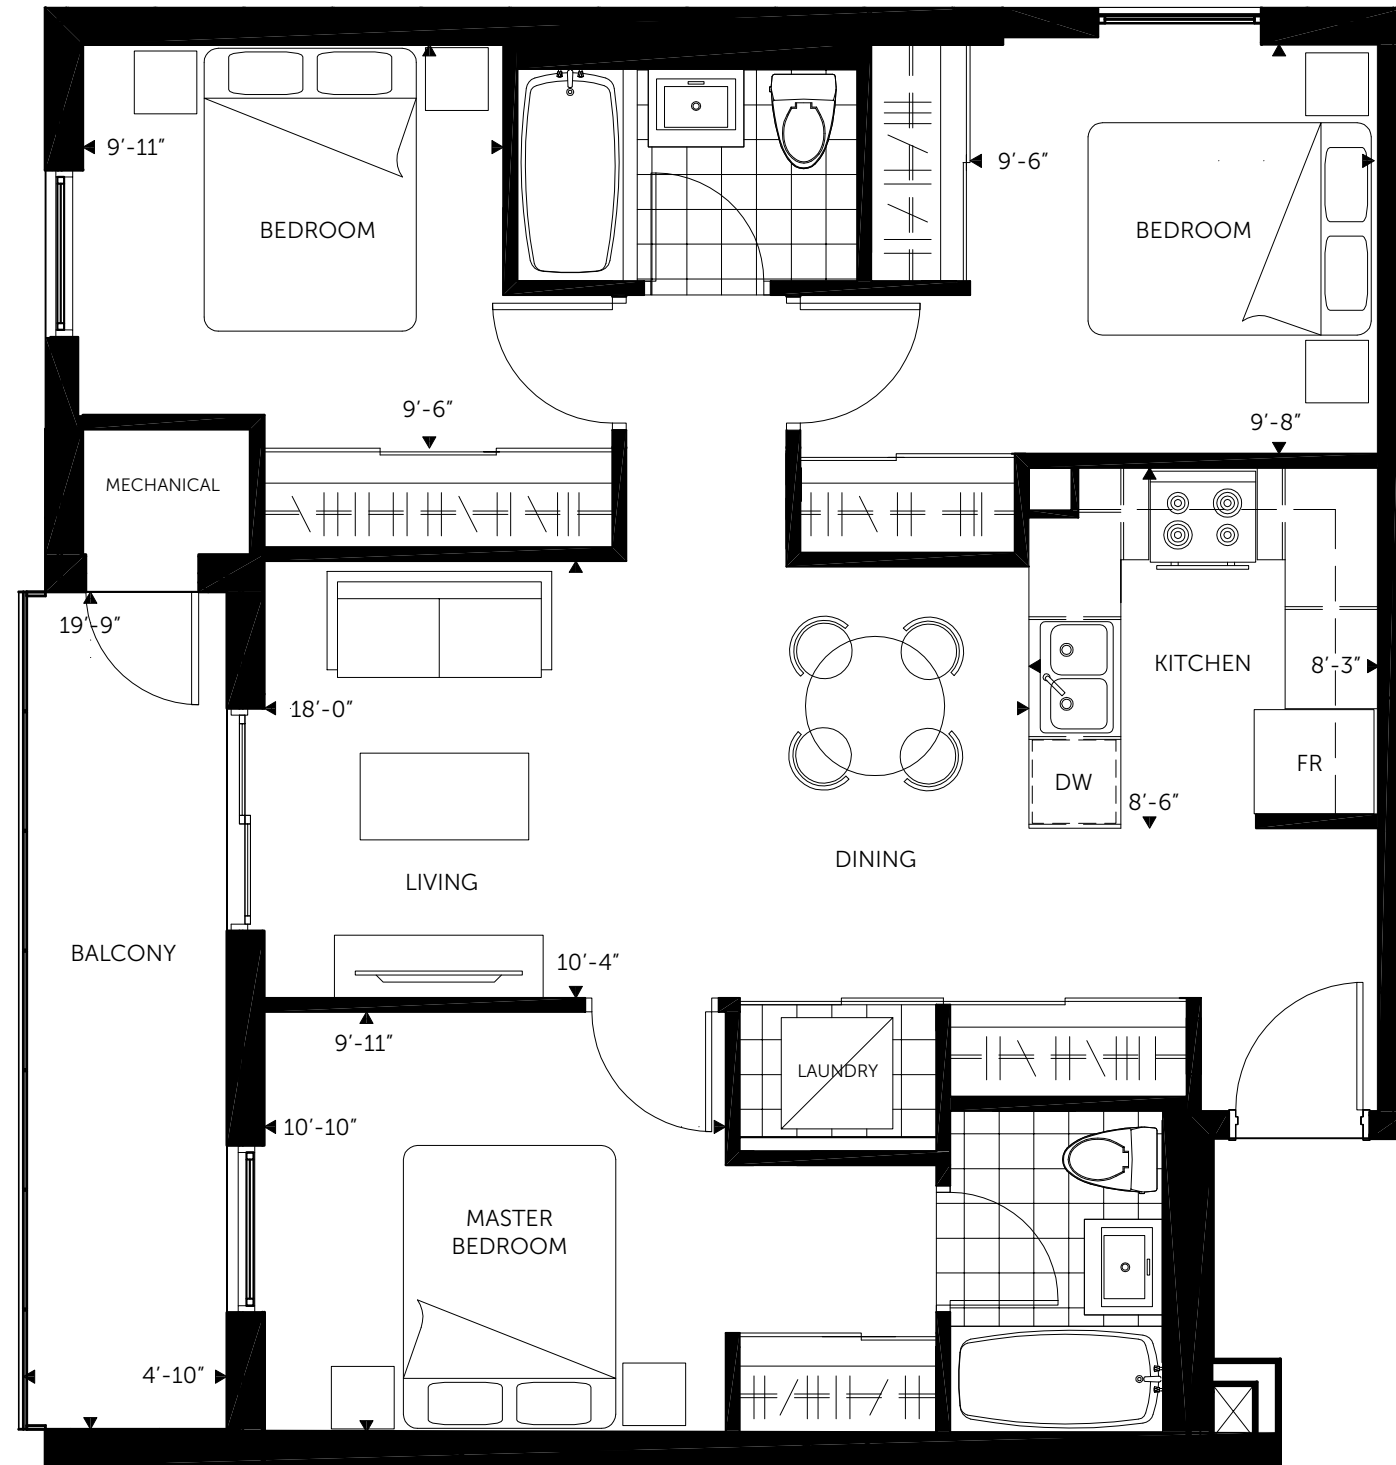 9'-11"
9'-6"
BEDROOM
BEDROOM
9'-6"
9'-8"
MECHANICAL
19'-9"
KITCHEN
8'-3"
18'-0"
FR
DW
8'-6"
DINING
LIVING
BALCONY
10'-4"
9'-11"
LAUNDRY
10'-10"
MASTER
BEDROOM
4'-10"